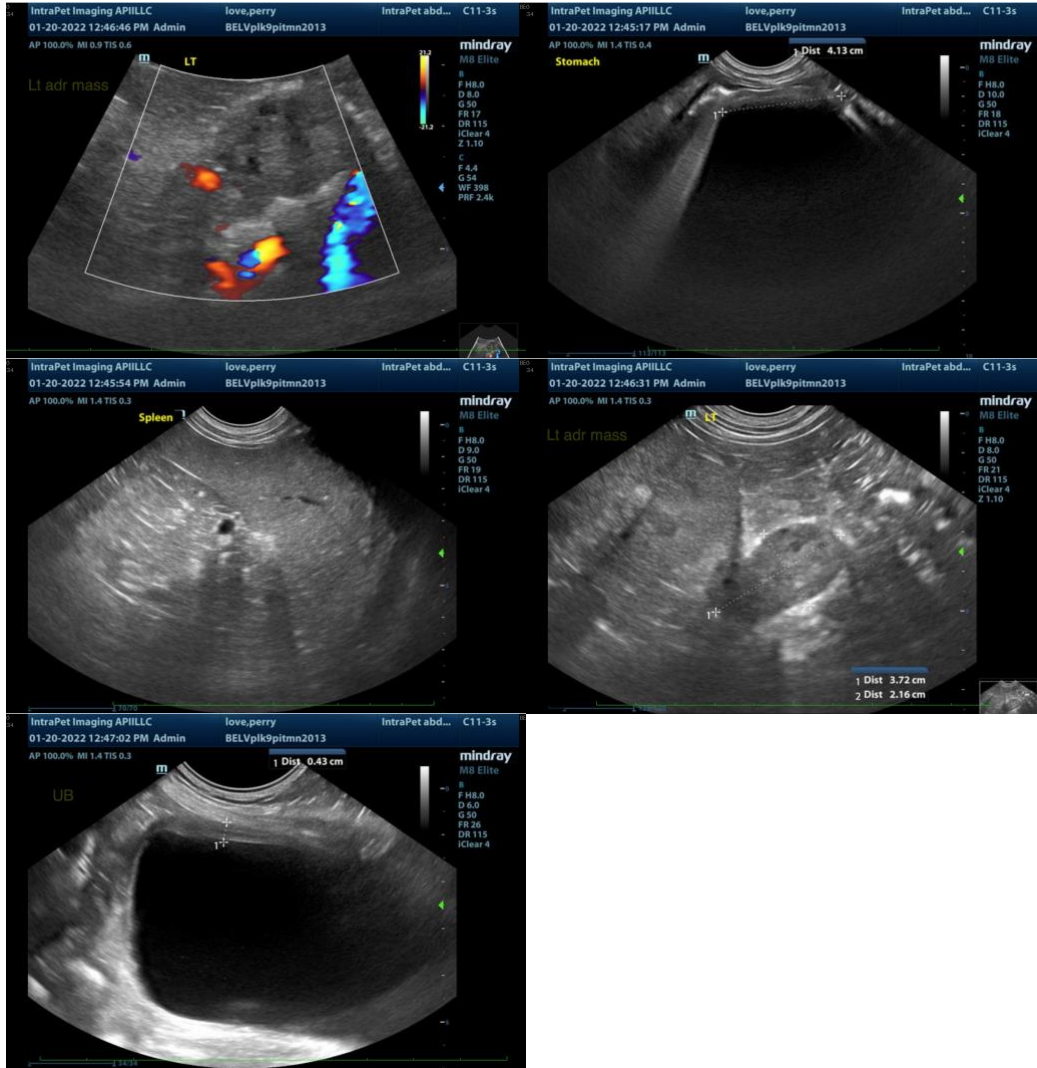 IntraPet Imaging APIILLC love,perry IntraPet abd... C11-3s
01-20-2022 12:46:46 PM Admin BELVplk9pitmn2013
AP 100.0% MI 0.9 TIS 0.6
mindray
M8 Elite
m LT
Lt adr mass
21.2
-21.2
B
F H8.0
D 8.0
G 50
FR 17
DR 115
iClear 4
Z 1.10
C
F 4.4
G 54
WF 398
PRF 2.4k
IntraPet Imaging APIILLC love,perry IntraPet abd... C11-3s
01-20-2022 12:45:17 PM Admin BELVplk9pitmn2013
AP 100.0% MI 1.4 TIS 0.4
1 Dist 4.13 cm
mindray
M8 Elite
Stomach m
1
B
F H8.0
D 10.0
G 50
FR 18
DR 115
iClear 4
113/113
IntraPet Imaging APIILLC love,perry IntraPet abd... C11-3s
01-20-2022 12:45:54 PM Admin BELVplk9pitmn2013
AP 100.0% MI 1.4 TIS 0.3
mindray
M8 Elite
Spleen
B
F H8.0
D 9.0
G 50
FR 19
DR 115
iClear 4
70/70
IntraPet Imaging APIILLC love,perry IntraPet abd... C11-3s
01-20-2022 12:46:31 PM Admin BELVplk9pitmn2013
AP 100.0% MI 1.4 TIS 0.3
mindray
M8 Elite
m LT
Lt adr mass
B
F H8.0
D 8.0
G 50
FR 21
DR 115
iClear 4
Z 1.10
1
1 Dist 3.72 cm
2 Dist 2.16 cm
IntraPet Imaging APIILLC love,perry IntraPet abd... C11-3s
01-20-2022 12:47:02 PM Admin BELVplk9pitmn2013
AP 100.0% MI 1.4 TIS 0.3
1 Dist 0.43 cm
mindray
M8 Elite
m
UB
1
B
F H8.0
D 6.0
G 50
FR 26
DR 115
iClear 4
54/54